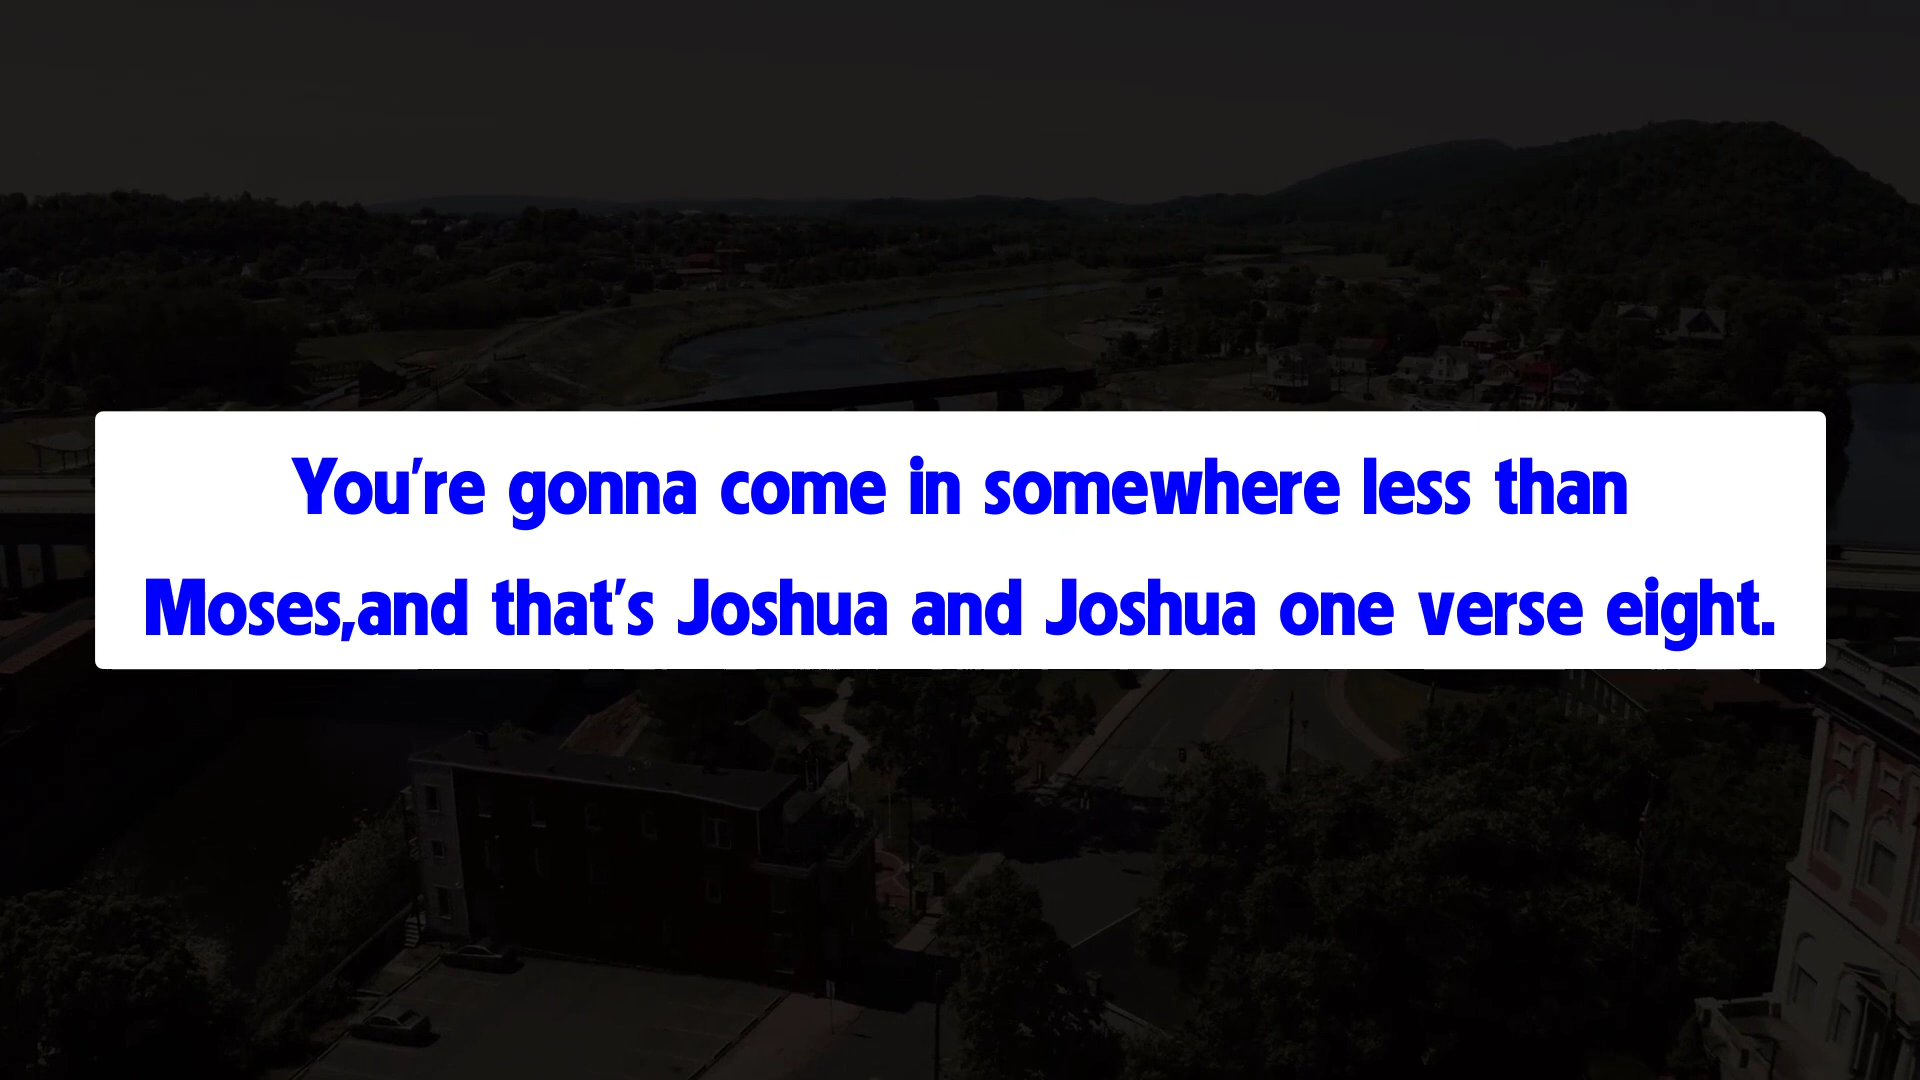 You're gonna come in somewhere less than
Moses,and that's Joshua and Joshua one verse eight.